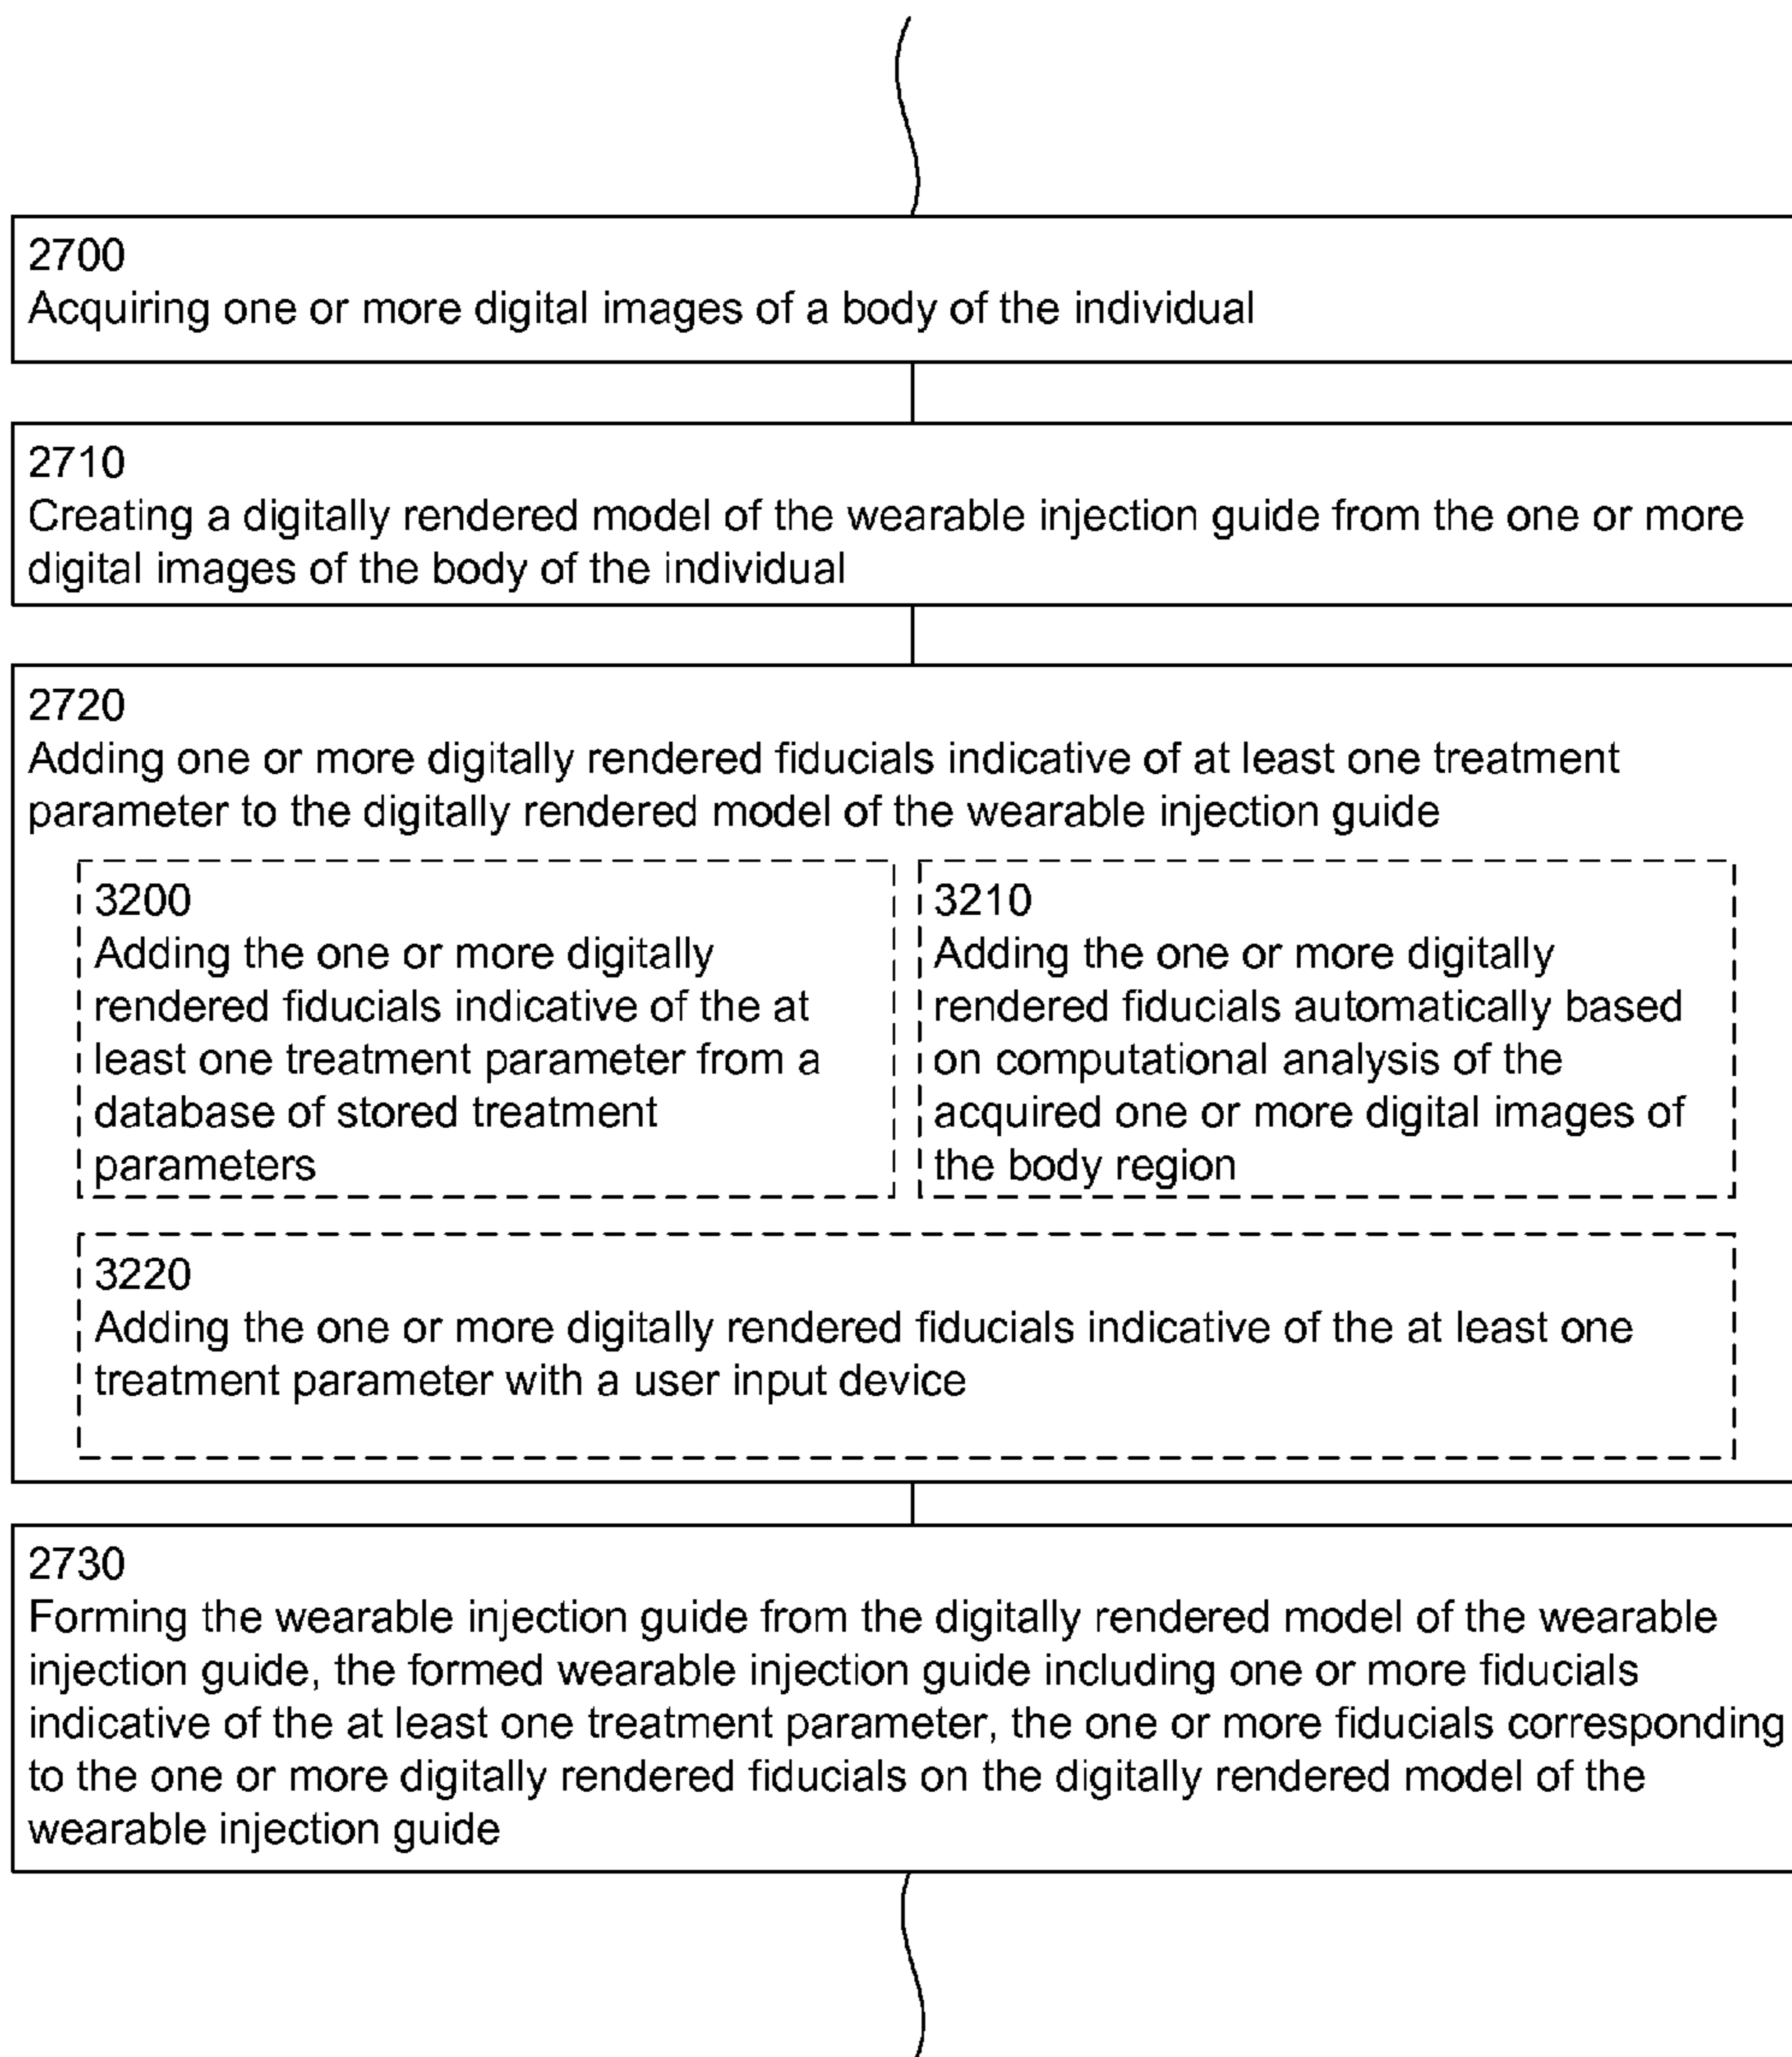 2700
Acquiring one or more digital images of a body of the individual
2710
Creating a digitally rendered model of the wearable injection guide from the one or more
digital images of the body of the individual
2720
Adding one or more digitally rendered fiducials indicative of at least one treatment
parameter to the digitally rendered model of the wearable injection guide
3200
Adding the one or more digitally
rendered fiducials indicative of the at
least one treatment parameter from a
database of stored treatment
parameters
3210
Adding the one or more digitally
rendered fiducials automatically based
on computational analysis of the
acquired one or more digital images of
the body region
3220
Adding the one or more digitally rendered fiducials indicative of the at least one
treatment parameter with a user input device
2730
Forming the wearable injection guide from the digitally rendered model of the wearable
injection guide, the formed wearable injection guide including one or more fiducials
indicative of the at least one treatment parameter, the one or more fiducials corresponding
to the one or more digitally rendered fiducials on the digitally rendered model of the
wearable injection guide